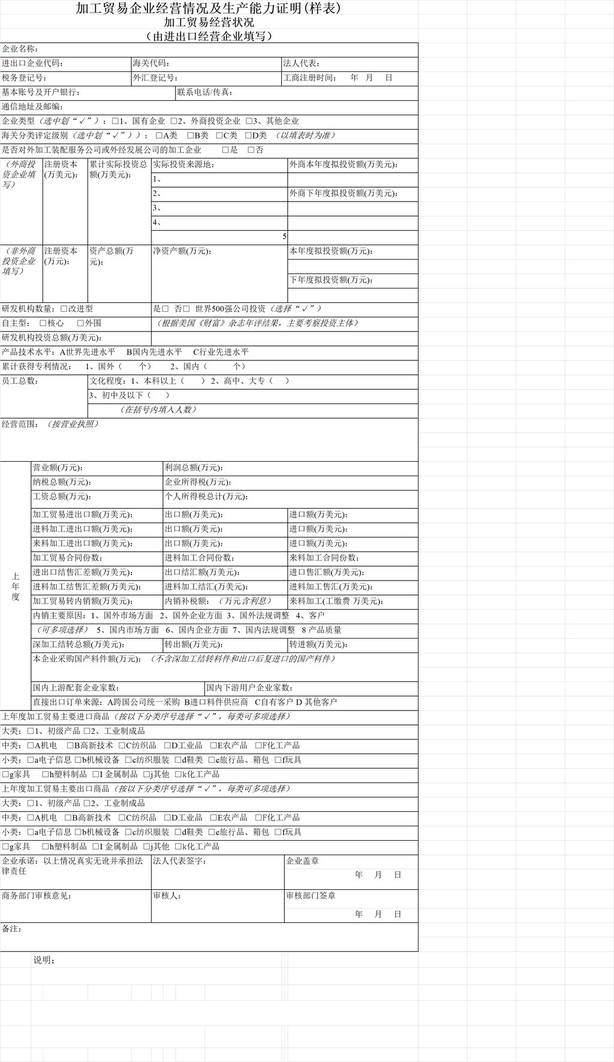 加工贸易企业经营情况及生产能力证明(样表)
加工贸易经营状况
（由进出口经营企业填写）
企业名称：
进出口企业代码： 海关代码： 法人代表：
税务登记号： 外汇登记号： 工商注册时间： 年 月 日
基本账号及开户银行： 联系电话/传真：
通信地址及邮编：
企业类型（选中划“✓”）：□1、国有企业 □2、外商投资企业 □3、其他企业
海关分类评定级别（选中划“✓”））：□A类 □B类 □C类 □D类 （以填表时为准）
是否对外加工装配服务公司或外经发展公司的加工企业 □是 □否
（外商投资企业填写） 注册资本(万美元)： 累计实际投资总额(万美元)： 实际投资来源地： 外商本年度拟投资额(万美元)：
1、
2、 外商下年度拟投资额(万美元)：
3、
4、
5
（非外商投资企业填写） 注册资本(万元)： 资产总额(万元)： 净资产额(万元)： 本年度拟投资额(万元)：
下年度拟投资额(万元)：
研发机构数量：□改进型 是□ 否□ 世界500强公司投资（选择“✓”）
自主型： □核心 □外围 （根据美国《财富》杂志年评结果，主要考察投资主体）
研发机构投资总额(万美元)：
产品技术水平：A世界先进水平 B国内先进水平 C行业先进水平
累计获得专利情况： 1、国外（ 个） 2、国内（ 个）
员工总数： 文化程度：1、本科以上（ ） 2、高中、大专（ ）
3、初中及以下（ ）
（在括号内填入人数）
经营范围：（按营业执照）
上年度
营业额(万元)： 利润总额(万元)：
纳税总额(万元)： 企业所得税(万元)：
工资总额(万元)： 个人所得税总计(万元)：
加工贸易进出口额(万美元)： 出口额(万美元)： 进口额(万美元)：
进料加工进出口额(万美元)： 出口额(万美元)： 进口额(万美元)：
来料加工进出口额(万美元)： 出口额(万美元)： 进口额(万美元)：
加工贸易合同份数： 进料加工合同份数： 来料加工合同份数：
进出口结售汇差额(万美元)： 出口结汇额(万美元)： 进口售汇额(万美元)：
进料加工结售汇差额(万美元)： 进料加工结汇(万美元)： 进料加工售汇(万美元)：
加工贸易转内销额(万美元)： 内销补税额：（万元,含利息） 来料加工(工缴费 万美元)：
内销主要原因：1、国外市场方面 2、国外企业方面 3、国外法规调整 4、客户
（可多项选择） 5、国内市场方面 6、国内企业方面 7、国内法规调整 8 产品质量
深加工结转总额(万美元)： 转出额(万美元)： 转进额(万美元)：
本企业采购国产料件额(万元)：（不含深加工结转料件和出口后复进口的国产料件）
国内上游配套企业家数： 国内下游用户企业家数：
直接出口订单来源：A跨国公司统一采购 B进口料件供应商 C自有客户 D 其他客户
上年度加工贸易主要进口商品（按以下分类序号选择“✓”，每类可多项选择）
大类：□1、初级产品 □2、工业制成品
中类：□A机电 □B高新技术 □C纺织品 □D工业品 □E农产品 □F化工产品
小类：□a电子信息 □b机械设备 □c纺织服装 □d鞋类 □e旅行品、箱包 □f玩具
□g家具 □h塑料制品 □I 金属制品 □j其他 □k化工产品
上年度加工贸易主要出口商品（按以下分类序号选择“✓”，每类可多项选择）
大类：□1、初级产品 □2、工业制成品
中类：□A机电 □B高新技术 □C纺织品 □D工业品 □E农产品 □F化工产品
小类：□a电子信息 □b机械设备 □c纺织服装 □d鞋类 □e旅行品、箱包 □f玩具
□g家具 □h塑料制品 □I 金属制品 □j其他 □k化工产品
企业承诺：以上情况真实无讹并承担法律责任 法人代表签字： 企业盖章
年 月 日
商务部门审核意见： 审核人： 审核部门签章
年 月 日
备注：
说明：